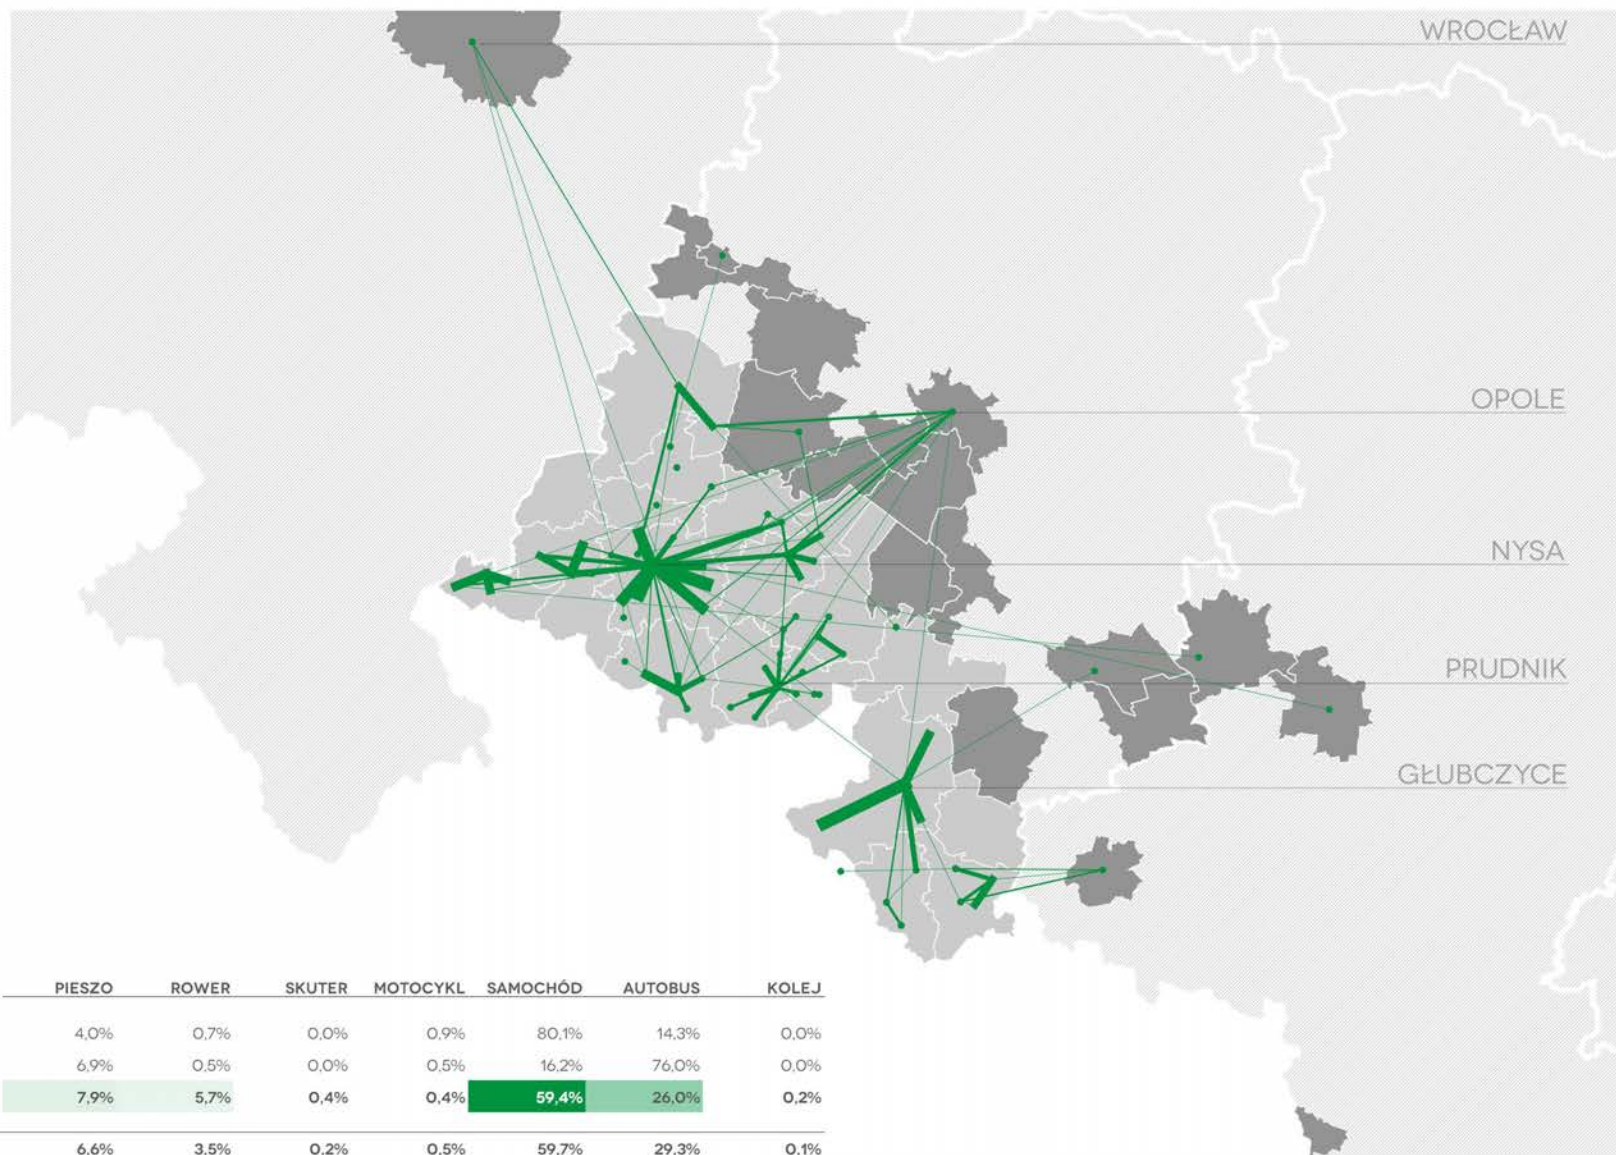 WROCŁAW
OPOLE
NYSA
PRUDNIK
GŁUBCZYCE
PIESZO ROWER SKUTER MOTOCYKL SAMOCHÓD AUTOBUS KOLEJ
4,0% 0,7% 0,0% 0,9% 80,1% 14,3% 0,0%
6,9% 0,5% 0,0% 0,5% 16,2% 76,0% 0,0%
7,9% 5,7% 0,4% 0,4% 59,4% 26,0% 0,2%
6,6% 3,5% 0,2% 0,5% 59,7% 29,3% 0,1%